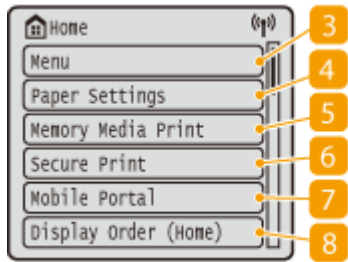 Home
Menu 3
Paper Settings 4
Memory Media Print 5
Secure Print 6
Mobile Portal 7
Display Order (Home) 8